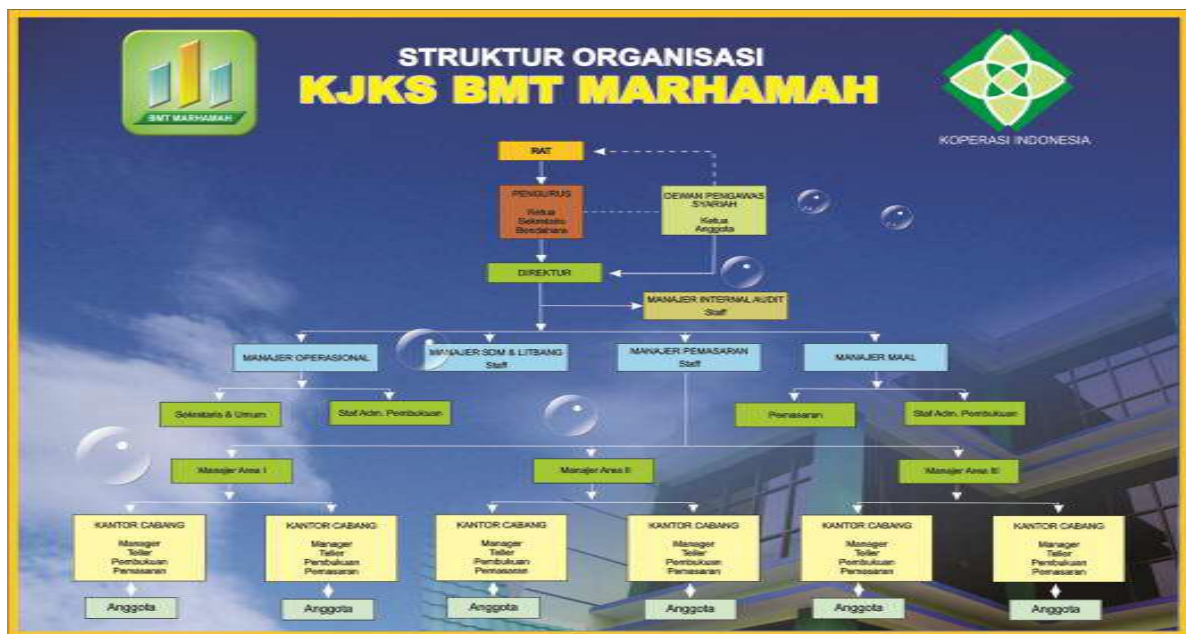 STRUKTUR ORGANISASI
KJKS BMT MARHAMAH
BMT MARHAMAH
KOPERASI INDONESIA
RAT
PENGURUS
Ketua
Sekretaris
Bendahara
DEWAN PENGAWAS
SYARIAH
Ketua
Anggota
DIREKTUR
MANAJER INTERNAL AUDIT
Staff
MANAJER OPERASIONAL
MANAJER SDM & LITBANG
Staff
MANAJER PEMASARAN
Staff
MANAJER MAAL
Sekretaris & Umum
Staf Adm. Pembukuan
Pemasaran
Staf Adm. Pembukuan
Manajer Area I
Manajer Area II
Manajer Area III
KANTOR CABANG
Manager
Teller
Pembukuan
Pemasaran
KANTOR CABANG
Manager
Teller
Pembukuan
Pemasaran
KANTOR CABANG
Manager
Teller
Pembukuan
Pemasaran
KANTOR CABANG
Manager
Teller
Pembukuan
Pemasaran
KANTOR CABANG
Manager
Teller
Pembukuan
Pemasaran
KANTOR CABANG
Manager
Teller
Pembukuan
Pemasaran
Anggota
Anggota
Anggota
Anggota
Anggota
Anggota